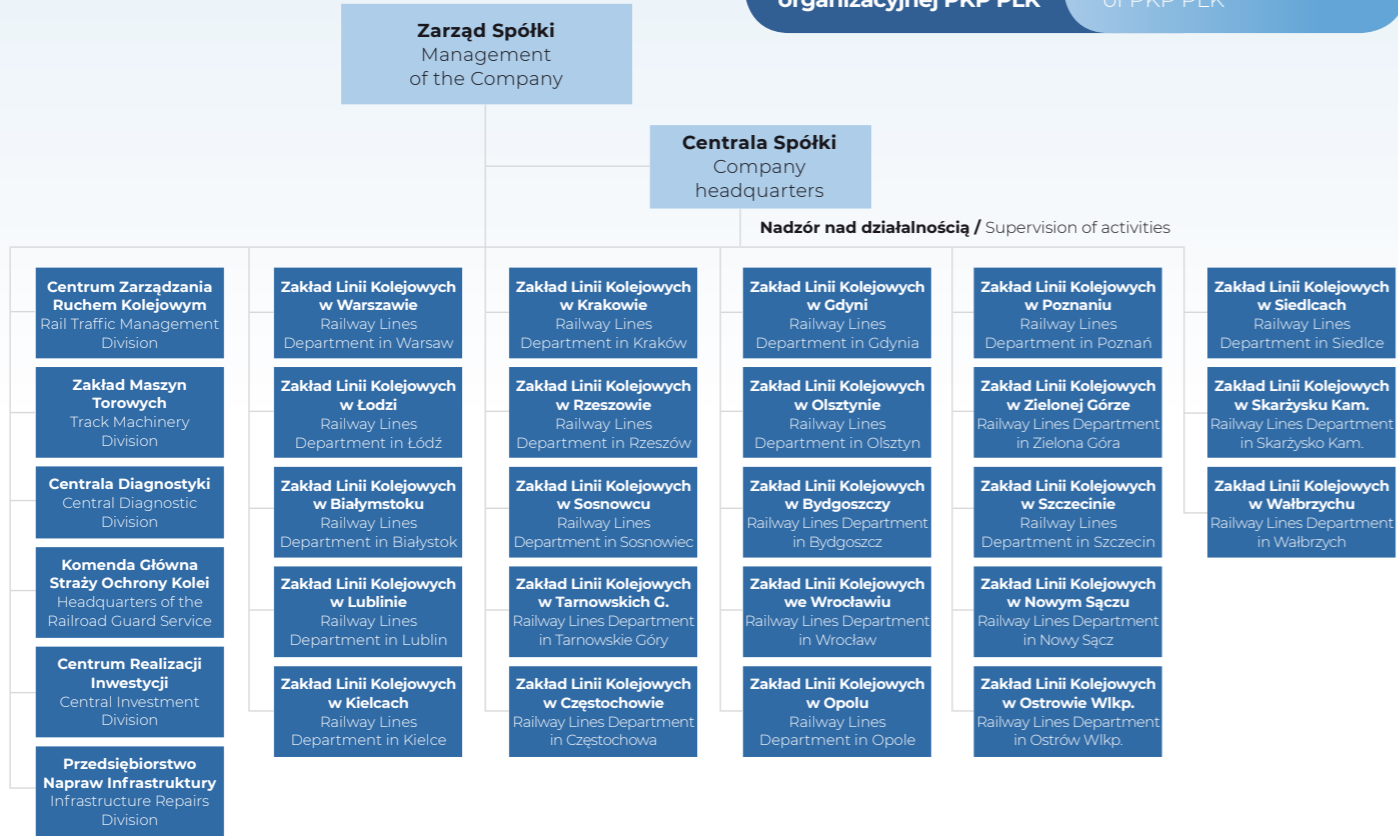 organizacyjnej PKP PLK
of PKP PLK
Zarząd Spółki
Management
of the Company
Centrala Spółki
Company
headquarters
Nadzór nad działalnością / Supervision of activities
Centrum Zarządzania
Ruchem Kolejowym
Rail Traffic Management
Division
Zakład Maszyn
Torowych
Track Machinery
Division
Centrala Diagnostyki
Central Diagnostic
Division
Komenda Główna
Straży Ochrony Kolei
Headquarters of the
Railroad Guard Service
Centrum Realizacji
Inwestycji
Central Investment
Division
Przedsiębiorstwo
Napraw Infrastruktury
Infrastructure Repairs
Division
Zakład Linii Kolejowych
w Warszawie
Railway Lines
Department in Warsaw
Zakład Linii Kolejowych
w Łodzi
Railway Lines
Department in Łódź
Zakład Linii Kolejowych
w Białymstoku
Railway Lines
Department in Białystok
Zakład Linii Kolejowych
w Lublinie
Railway Lines
Department in Lublin
Zakład Linii Kolejowych
w Kielcach
Railway Lines
Department in Kielce
Zakład Linii Kolejowych
w Krakowie
Railway Lines
Department in Kraków
Zakład Linii Kolejowych
w Rzeszowie
Railway Lines
Department in Rzeszów
Zakład Linii Kolejowych
w Sosnowcu
Railway Lines
Department in Sosnowiec
Zakład Linii Kolejowych
w Tarnowskich G.
Railway Lines Department
in Tarnowskie Góry
Zakład Linii Kolejowych
w Częstochowie
Railway Lines Department
in Częstochowa
Zakład Linii Kolejowych
w Gdyni
Railway Lines
Department in Gdynia
Zakład Linii Kolejowych
w Olsztynie
Railway Lines
Department in Olsztyn
Zakład Linii Kolejowych
w Bydgoszczy
Railway Lines Department
in Bydgoszcz
Zakład Linii Kolejowych
we Wrocławiu
Railway Lines Department
in Wrocław
Zakład Linii Kolejowych
w Opolu
Railway Lines
Department in Opole
Zakład Linii Kolejowych
w Poznaniu
Railway Lines
Department in Poznań
Zakład Linii Kolejowych
w Zielonej Górze
Railway Lines Department
in Zielona Góra
Zakład Linii Kolejowych
w Szczecinie
Railway Lines
Department in Szczecin
Zakład Linii Kolejowych
w Nowym Sączu
Railway Lines Department
in Nowy Sącz
Zakład Linii Kolejowych
w Ostrowie Wlkp.
Railway Lines Department
in Ostrów Wlkp.
Zakład Linii Kolejowych
w Siedlcach
Railway Lines
Department in Siedlce
Zakład Linii Kolejowych
w Skarżysku Kam.
Railway Lines Department
in Skarżysko Kam.
Zakład Linii Kolejowych
w Wałbrzychu
Railway Lines Department
in Wałbrzych